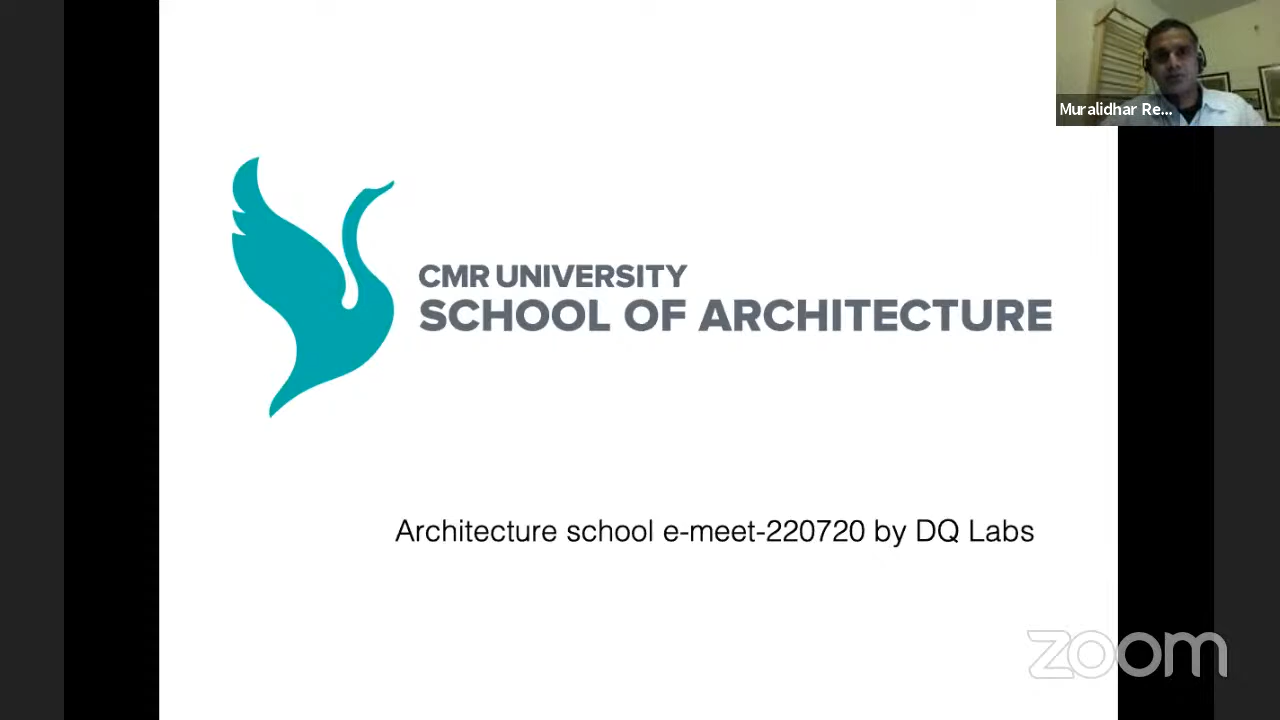 Muralidhar Re...
CMR UNIVERSITY
SCHOOL OF ARCHITECTURE
Architecture school e-meet-220720 by DQ Labs
zoom